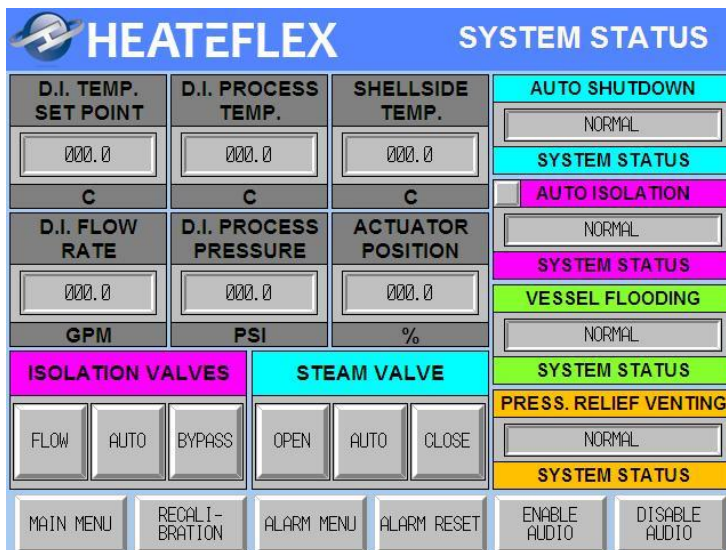 HEATEFLEX
SYSTEM STATUS
D.I. TEMP.
SET POINT
000.0
C
D.I. PROCESS
TEMP.
000.0
C
SHELLSIDE
TEMP.
000.0
C
AUTO SHUTDOWN
NORMAL
SYSTEM STATUS
AUTO ISOLATION
NORMAL
SYSTEM STATUS
D.I. FLOW
RATE
000.0
GPM
D.I. PROCESS
PRESSURE
000.0
PSI
ACTUATOR
POSITION
000.0
%
VESSEL FLOODING
NORMAL
SYSTEM STATUS
PRESS. RELIEF VENTING
NORMAL
SYSTEM STATUS
ISOLATION VALVES
FLOW
AUTO
BYPASS
STEAM VALVE
OPEN
AUTO
CLOSE
MAIN MENU
RECALI-
BRATION
ALARM MENU
ALARM RESET
ENABLE
AUDIO
DISABLE
AUDIO